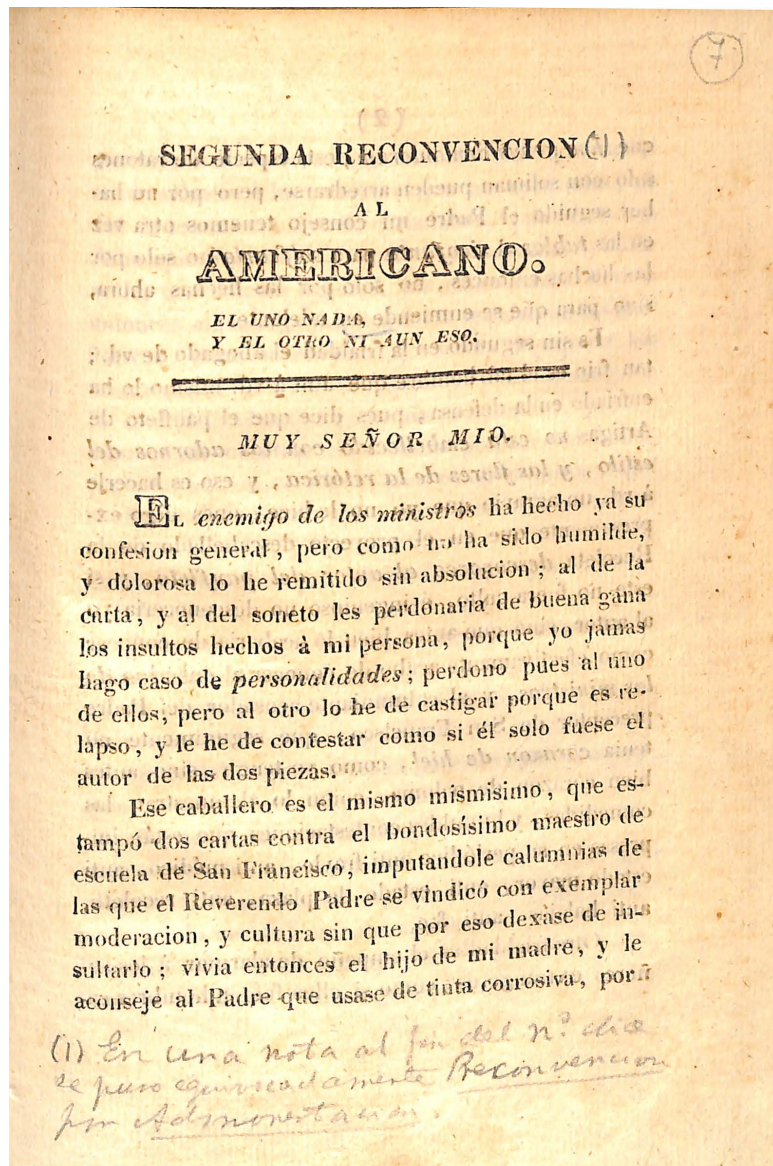 7
SEGUNDA RECONVENCION (1)
AL
AMERICANO.
EL UNO NADA,
Y EL OTRO NI AUN ESO.
MUY SEÑOR MIO.
EL enemigo de los ministros ha hecho ya su
confesion general, pero como no ha sido humilde,
y dolorosa lo he remitido sin absolucion; al de la
carta, y al del soneto les perdonaria de buena gana
los insultos hechos à mi persona, porque yo jamas
hago caso de personalidades; perdono pues al uno
de ellos, pero al otro lo he de castigar porque es re-
lapso, y le he de contestar como si él solo fuese el
autor de las dos piezas.
Ese caballero es el mismo mismisimo, que es-
tampó dos cartas contra el bondosísimo maestro de
escuela de San Francisco, imputandole calumnias de
las que el Reverendo Padre se vindicó con exemplar
moderacion, y cultura sin que por eso dexàse de in-
sultarlo; vivia entonces el hijo de mi madre, y le
aconsejé al Padre que usase de tinta corrosiva, por
(1) En una nota al fin del nº dice
se puso equivocadamente Reconvencion
por Admonestacion.